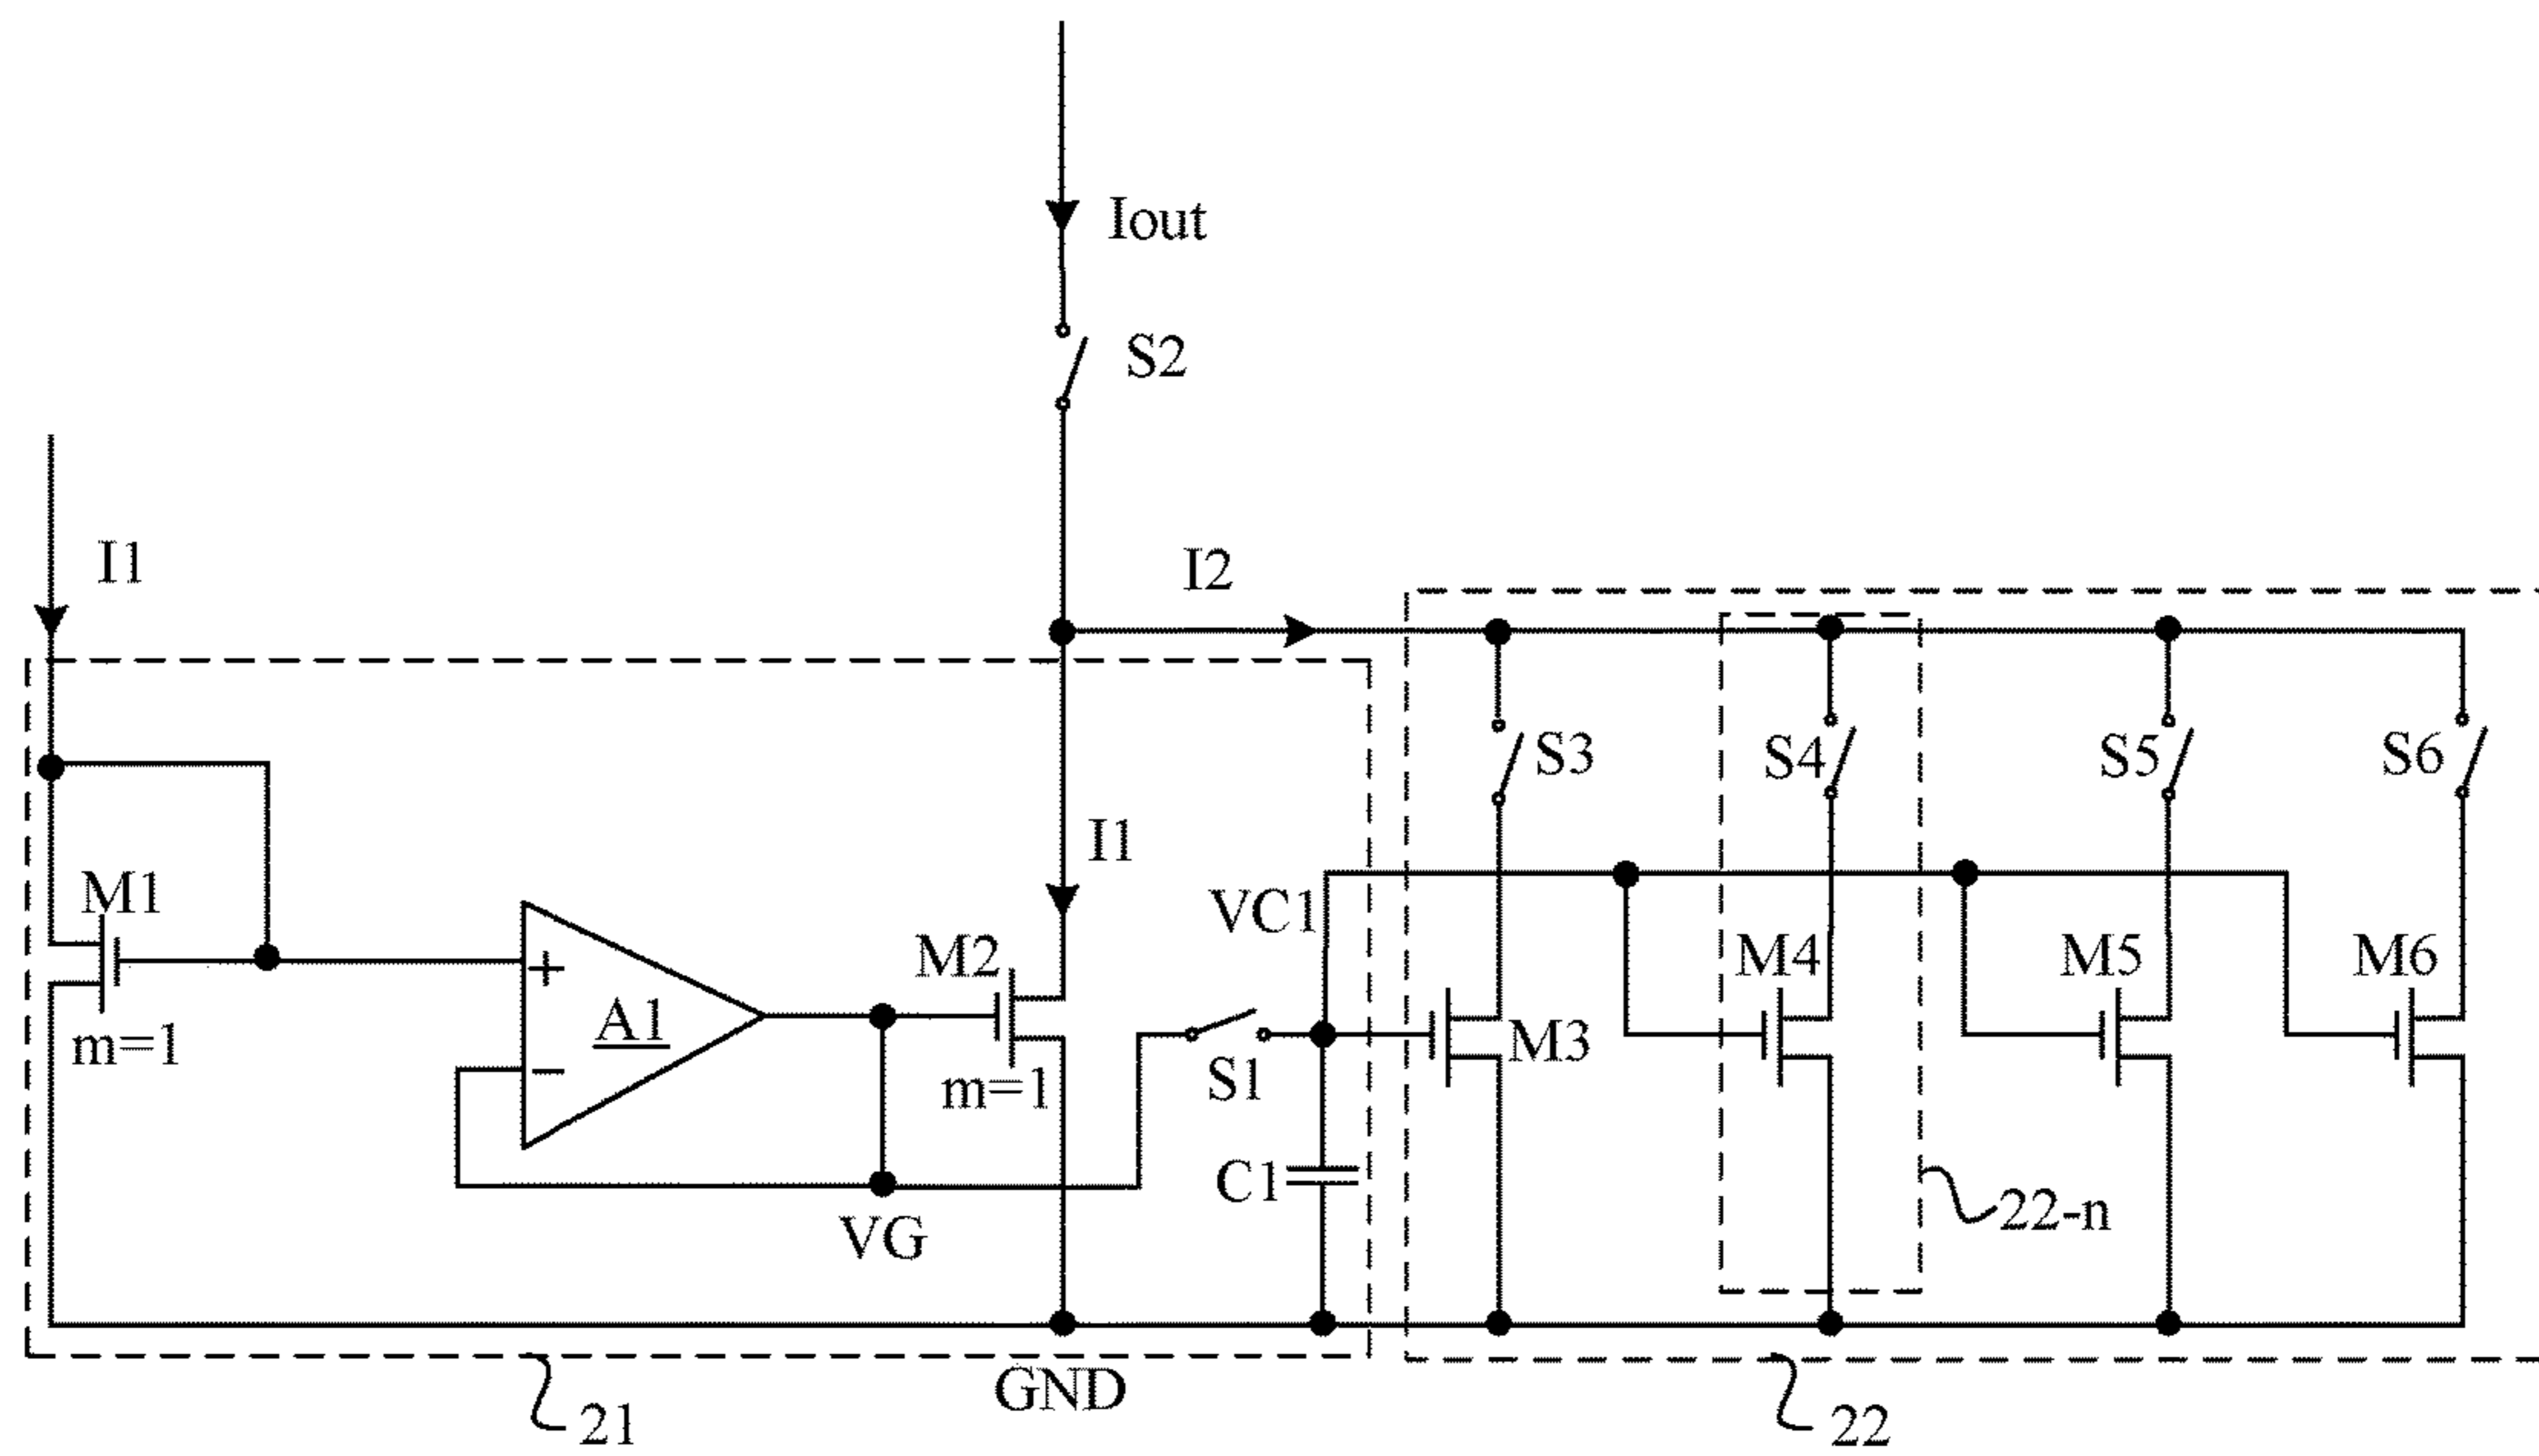 Iout
S2
I1
I2
S3
S4
S5
S6
I1
M1
VC1
M2
M4
M5
M6
+
A1
m=1
M3
−
S1
m=1
C1
22-n
VG
GND
21
22